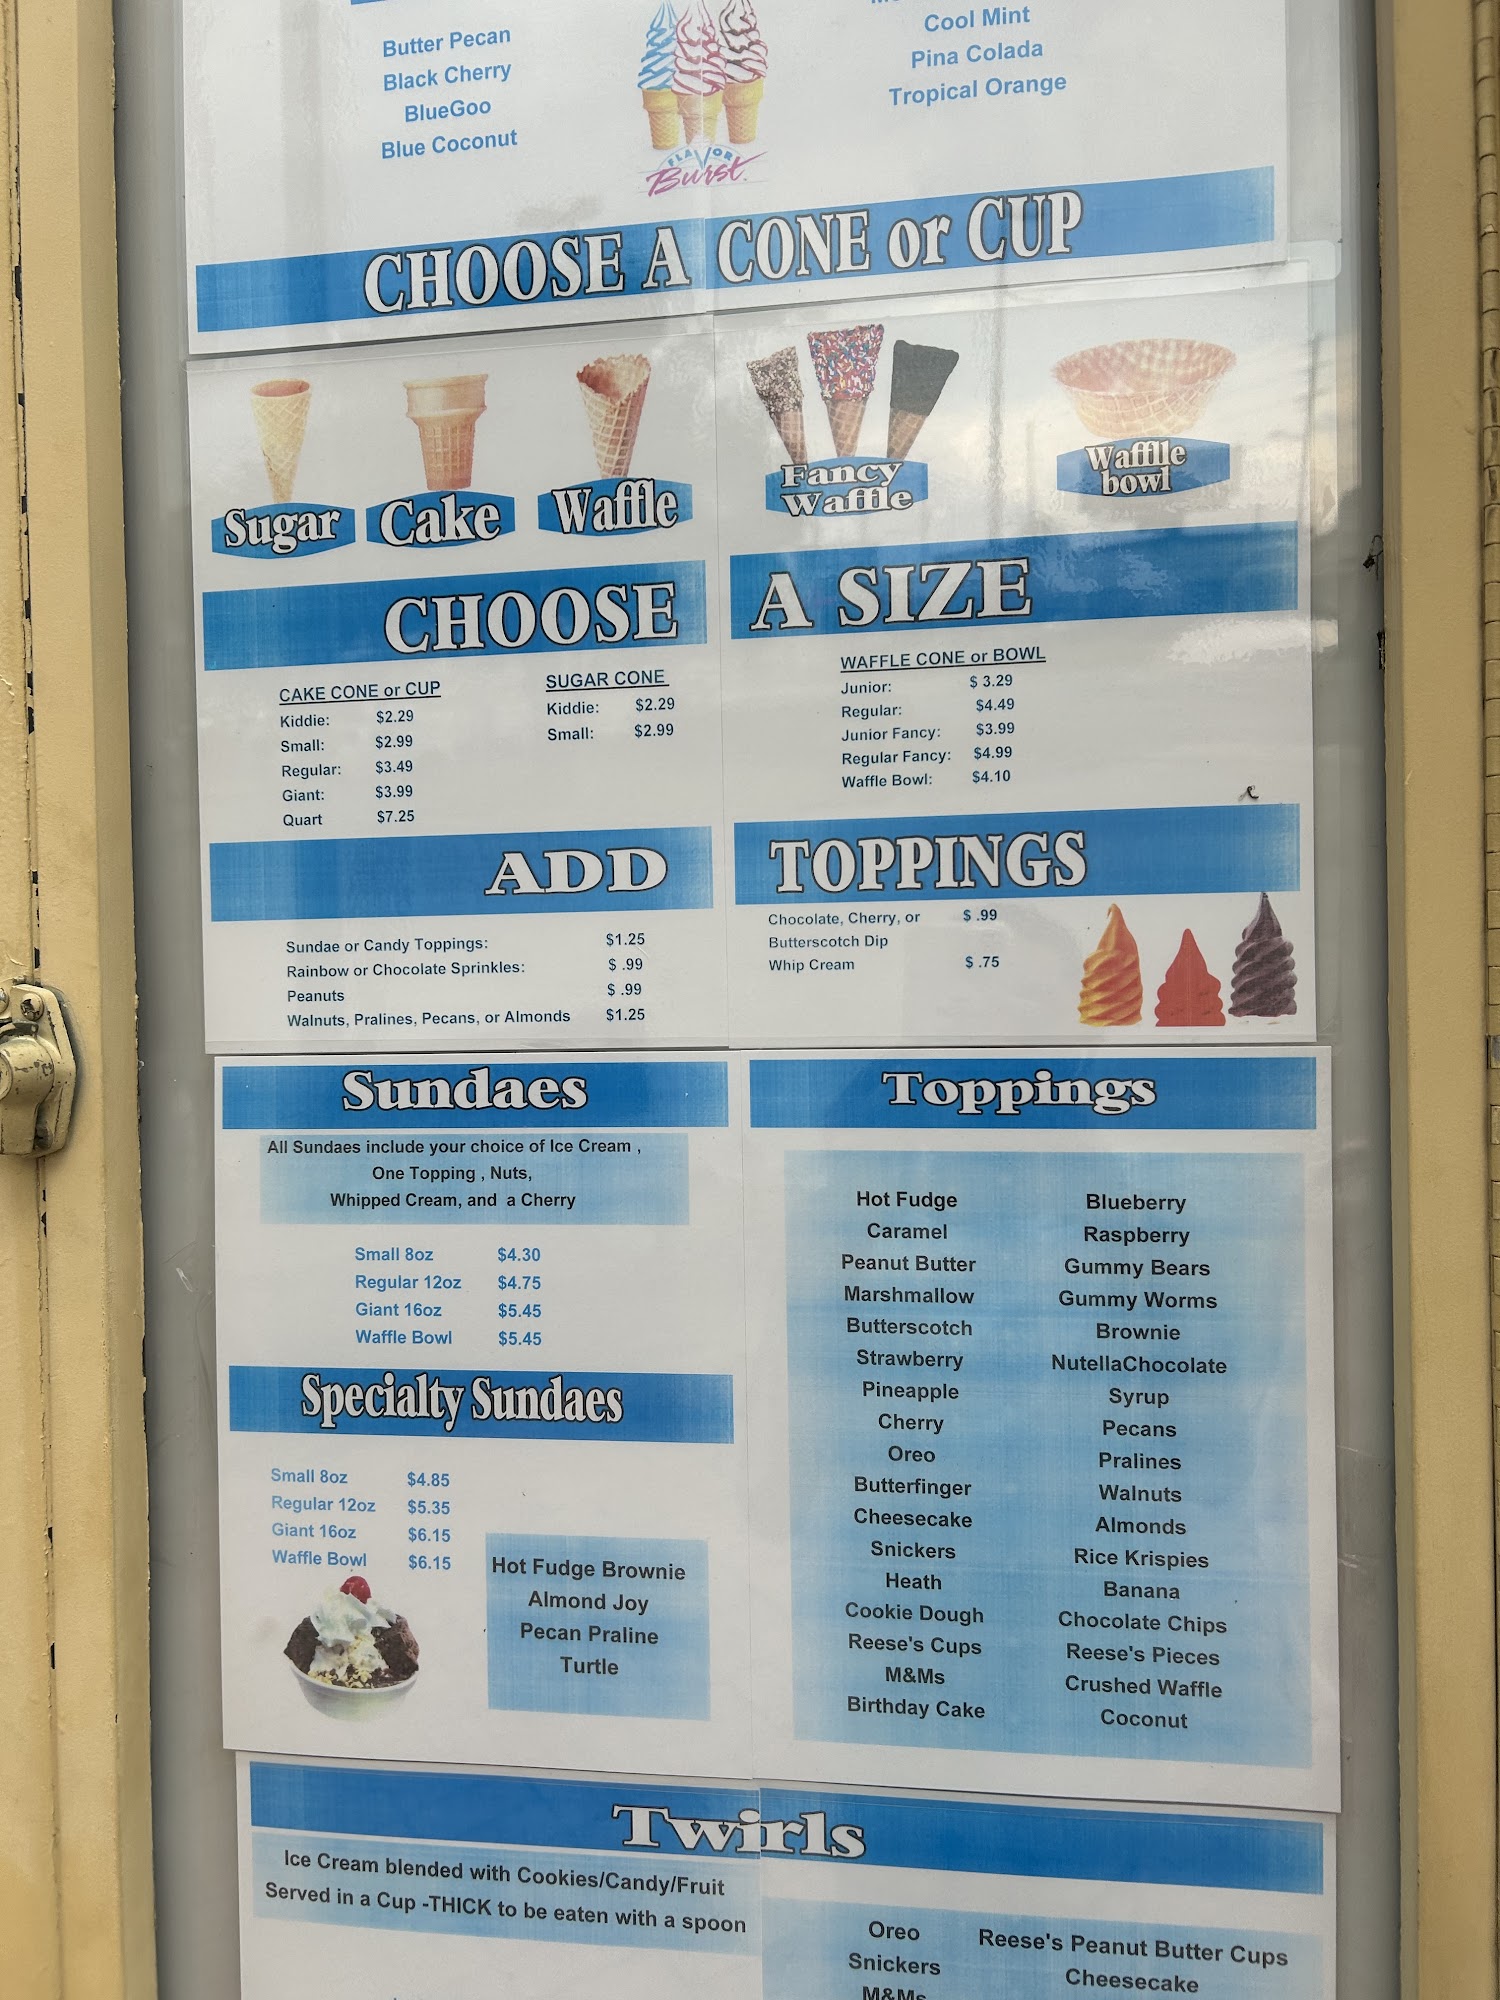 Butter Pecan
Black Cherry
BlueGoo
Blue Coconut
FLAVOR
Burst.
Cool Mint
Pina Colada
Tropical Orange
CHOOSE A CONE or CUP
Sugar
Cake
Waffle
Fancy
Waffle
Waffle
bowl
CHOOSE A SIZE
CAKE CONE or CUP
Kiddie: $2.29
Small: $2.99
Regular: $3.49
Giant: $3.99
Quart $7.25
SUGAR CONE
Kiddie: $2.29
Small: $2.99
WAFFLE CONE or BOWL
Junior: $ 3.29
Regular: $4.49
Junior Fancy: $3.99
Regular Fancy: $4.99
Waffle Bowl: $4.10
ADD TOPPINGS
Sundae or Candy Toppings: $1.25
Rainbow or Chocolate Sprinkles: $ .99
Peanuts $ .99
Walnuts, Pralines, Pecans, or Almonds $1.25
Chocolate, Cherry, or $ .99
Butterscotch Dip
Whip Cream $ .75
Sundaes
All Sundaes include your choice of Ice Cream ,
One Topping , Nuts,
Whipped Cream, and a Cherry
Small 8oz $4.30
Regular 12oz $4.75
Giant 16oz $5.45
Waffle Bowl $5.45
Specialty Sundaes
Small 8oz $4.85
Regular 12oz $5.35
Giant 16oz $6.15
Waffle Bowl $6.15
Hot Fudge Brownie
Almond Joy
Pecan Praline
Turtle
Toppings
Hot Fudge
Caramel
Peanut Butter
Marshmallow
Butterscotch
Strawberry
Pineapple
Cherry
Oreo
Butterfinger
Cheesecake
Snickers
Heath
Cookie Dough
Reese's Cups
M&Ms
Birthday Cake
Blueberry
Raspberry
Gummy Bears
Gummy Worms
Brownie
NutellaChocolate
Syrup
Pecans
Pralines
Walnuts
Almonds
Rice Krispies
Banana
Chocolate Chips
Reese's Pieces
Crushed Waffle
Coconut
Twirls
Ice Cream blended with Cookies/Candy/Fruit
Served in a Cup -THICK to be eaten with a spoon
Oreo
Snickers
M&Ms
Reese's Peanut Butter Cups
Cheesecake